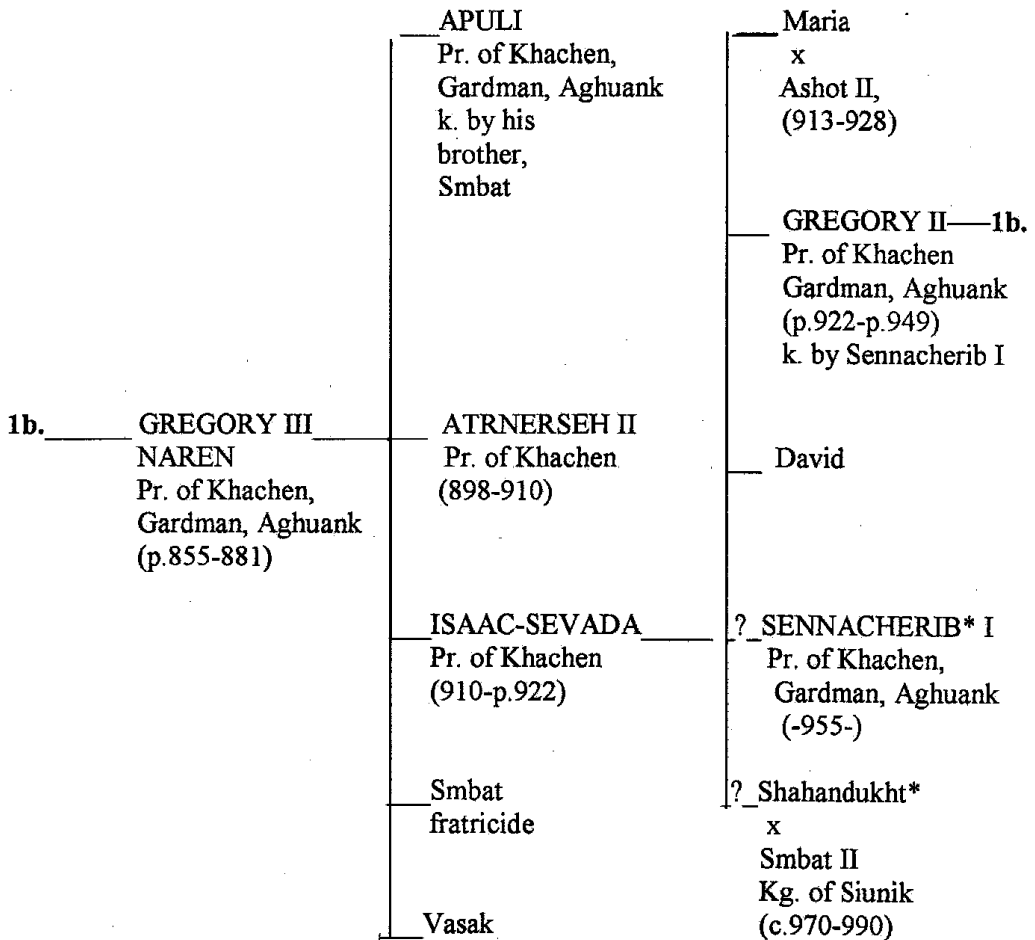 APULI
Pr. of Khachen,
Gardman, Aghuank
k. by his
brother,
Smbat
Maria
x
Ashot II,
(913-928)
GREGORY II——1b.
Pr. of Khachen
Gardman, Aghuank
(p.922-p.949)
k. by Sennacherib I
1b. GREGORY III
NAREN
Pr. of Khachen,
Gardman, Aghuank
(p.855-881)
ATRNERSEH II
Pr. of Khachen
(898-910)
David
ISAAC-SEVADA
Pr. of Khachen
(910-p.922)
? SENNACHERIB* I
Pr. of Khachen,
Gardman, Aghuank
(-955-)
Smbat
fratricide
? Shahandukht*
x
Smbat II
Kg. of Siunik
(c.970-990)
Vasak